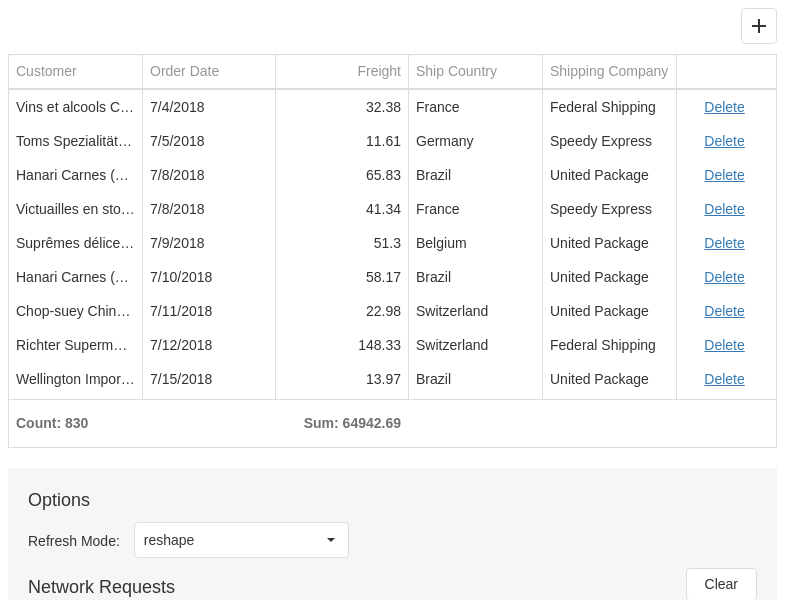 Customer Order Date Freight Ship Country Shipping Company
Vins et alcools C... 7/4/2018 32.38 France Federal Shipping Delete
Toms Spezialität... 7/5/2018 11.61 Germany Speedy Express Delete
Hanari Carnes (... 7/8/2018 65.83 Brazil United Package Delete
Victuailles en sto... 7/8/2018 41.34 France Speedy Express Delete
Suprêmes délice... 7/9/2018 51.3 Belgium United Package Delete
Hanari Carnes (... 7/10/2018 58.17 Brazil United Package Delete
Chop-suey Chin... 7/11/2018 22.98 Switzerland United Package Delete
Richter Superm... 7/12/2018 148.33 Switzerland Federal Shipping Delete
Wellington Impor... 7/15/2018 13.97 Brazil United Package Delete
Count: 830 Sum: 64942.69
Options
Refresh Mode: reshape
Network Requests Clear